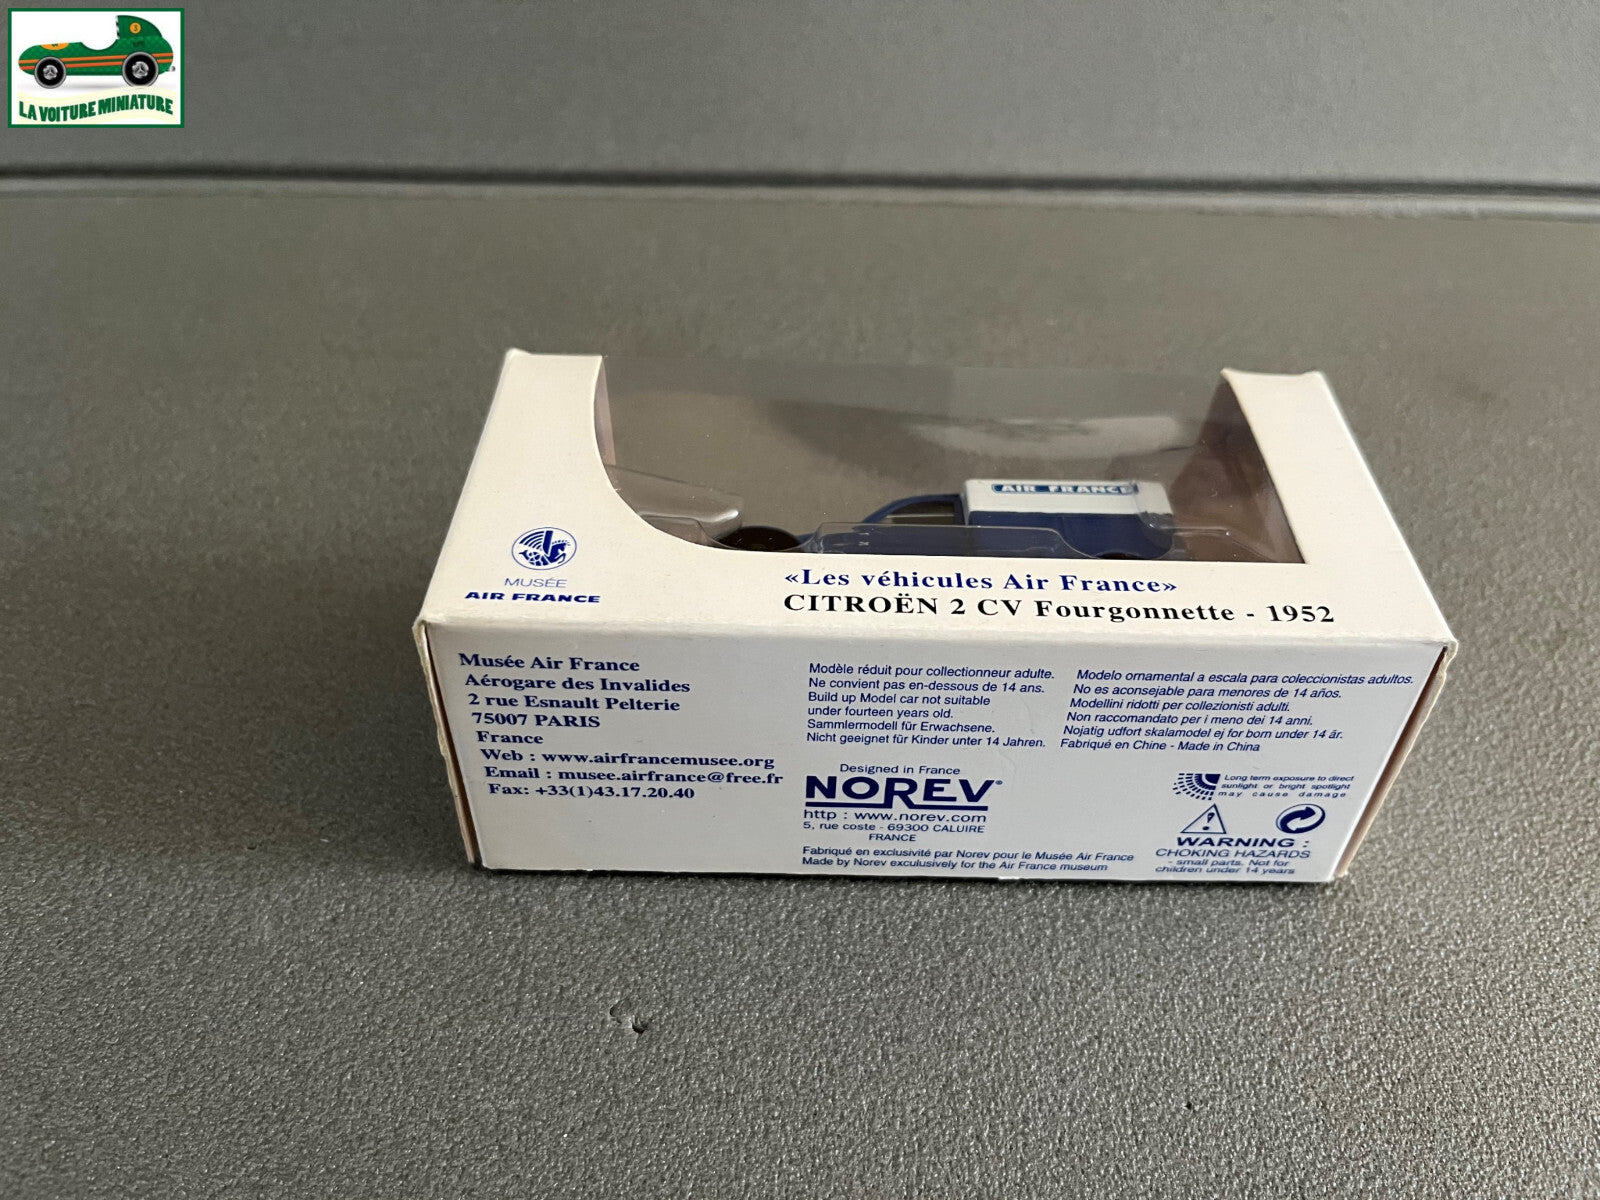 LA VOITURE MINIATURE
AIR FRANCE
MUSÉE
AIR FRANCE
«Les véhicules Air France»
CITROËN 2 CV Fourgonnette - 1952
Musée Air France
Aérogare des Invalides
2 rue Esnault Pelterie
75007 PARIS
France
Web : www.airfrancemusee.org
Email : musee.airfrance@free.fr
Fax: +33(1)43.17.20.40
Modèle réduit pour collectionneur adulte.
Ne convient pas en-dessous de 14 ans.
Build up Model car not suitable
under fourteen years old.
Sammlermodell für Erwachsene.
Nicht geeignet für Kinder unter 14 Jahren.
Modelo ornamental a escala para coleccionistas adultos.
No es aconsejable para menores de 14 años.
Modellini ridotti per collezionisti adulti.
Non raccomandato per i meno dei 14 anni.
Nojatig udfort skalamodel ej for born under 14 år.
Fabriqué en Chine - Made in China
Designed in France
NOREV®
http : www.norev.com
5, rue coste - 69300 CALUIRE
FRANCE
Fabriqué en exclusivité par Norev pour le Musée Air France
Made by Norev exclusively for the Air France museum
Long term exposure to direct
sunlight or bright spotlight
may cause damage
WARNING :
CHOKING HAZARDS
- small parts. Not for
children under 14 years